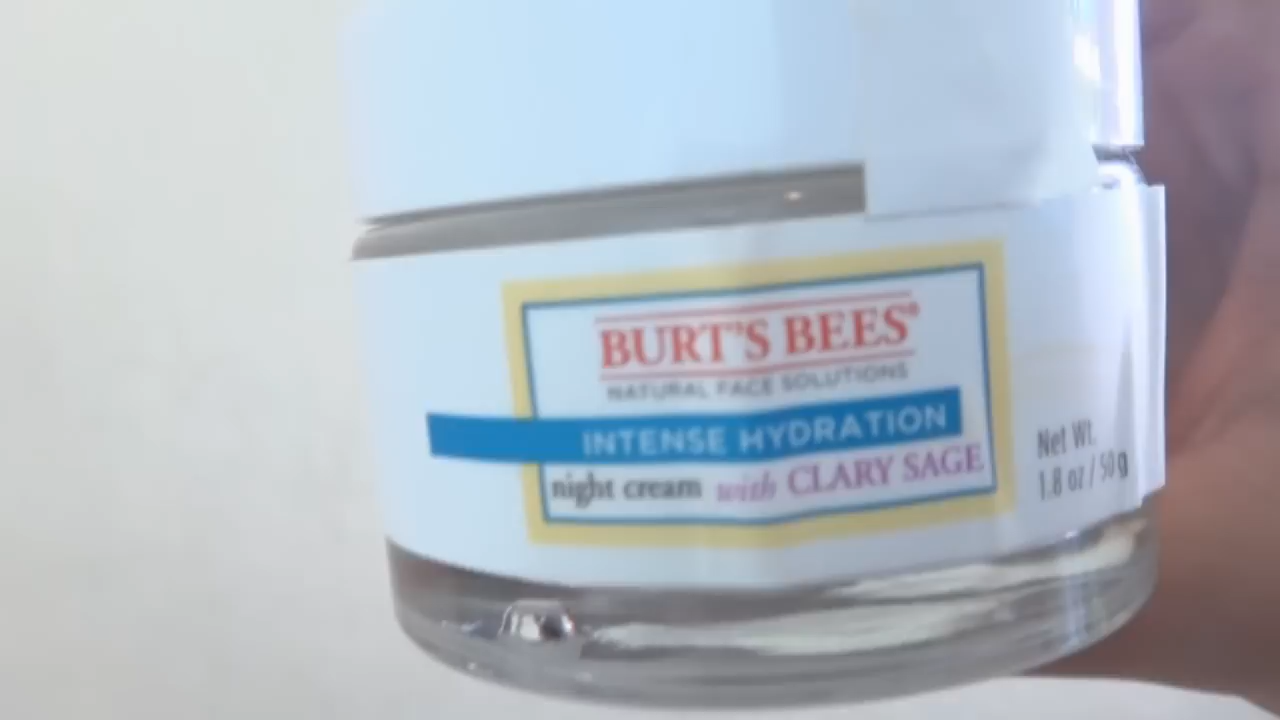 BURT'S BEES®
NATURAL FACE SOLUTIONS
INTENSE HYDRATION
night cream with CLARY SAGE
Net Wt.
1.8 oz / 50 g